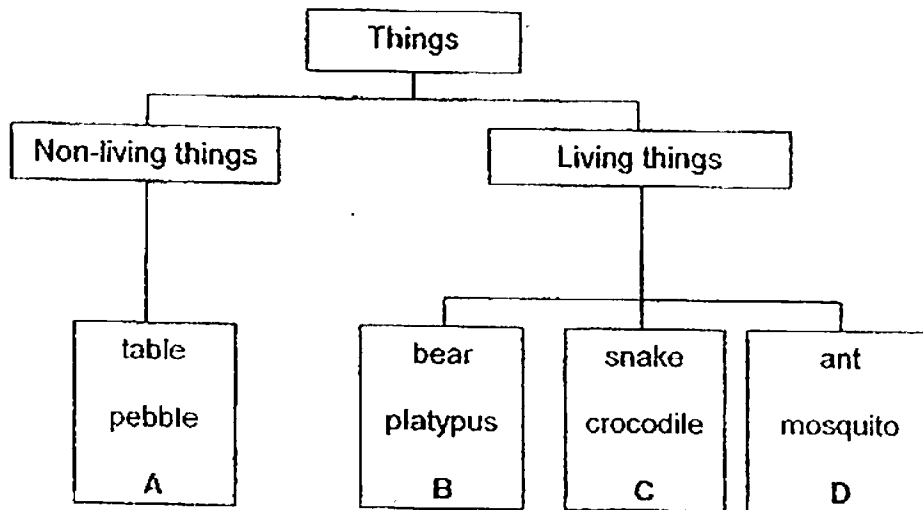 Things
Non-living things
Living things
table
pebble
A
bear
platypus
B
snake
crocodile
C
ant
mosquito
D